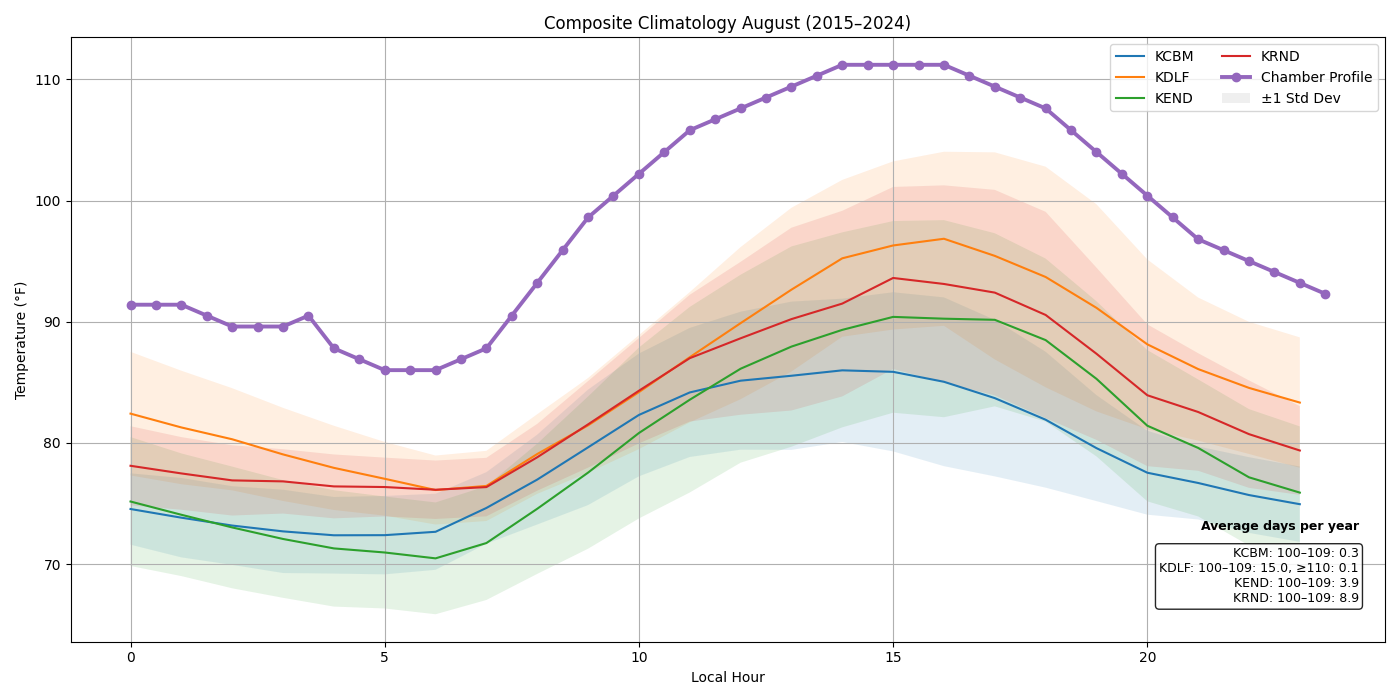 Composite Climatology August (2015–2024)
Temperature (°F)
110
100
90
80
70
KCBM
KDLF
KEND
KRND
Chamber Profile
±1 Std Dev
Average days per year
KCBM: 100–109: 0.3
KDLF: 100–109: 15.0, ≥110: 0.1
KEND: 100–109: 3.9
KRND: 100–109: 8.9
0
5
10
15
20
Local Hour